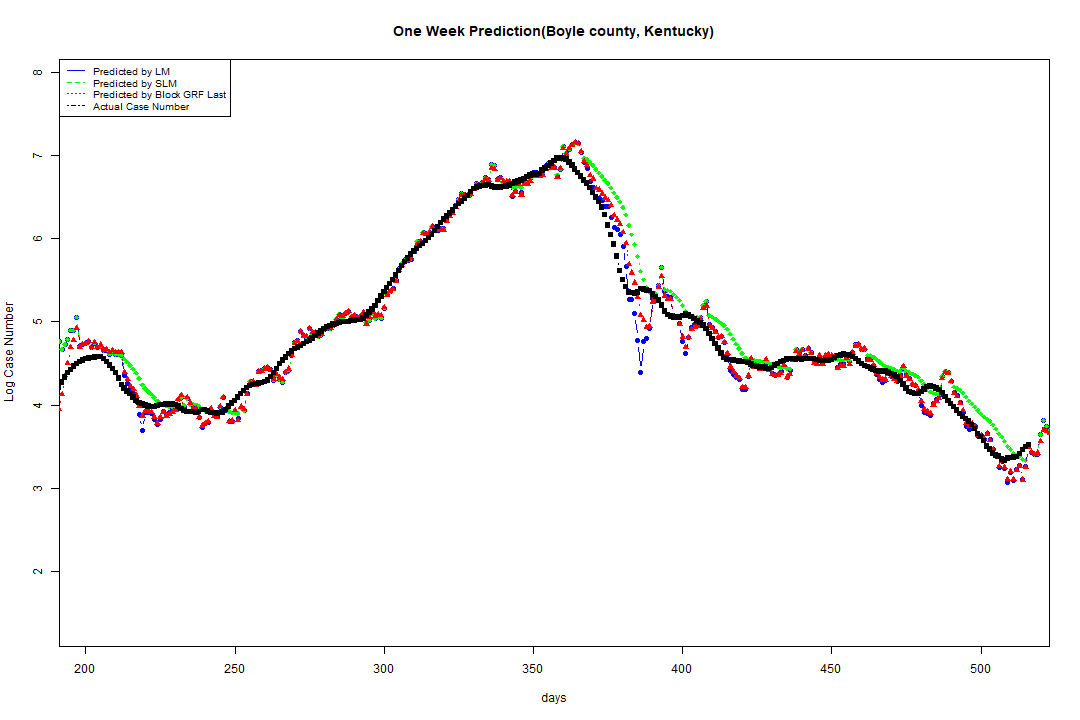 One Week Prediction(Boyle county, Kentucky)
Predicted by LM
Predicted by SLM
Predicted by Block GRF Last
Actual Case Number
8
7
6
5
4
3
2
Log Case Number
200 250 300 350 400 450 500
days